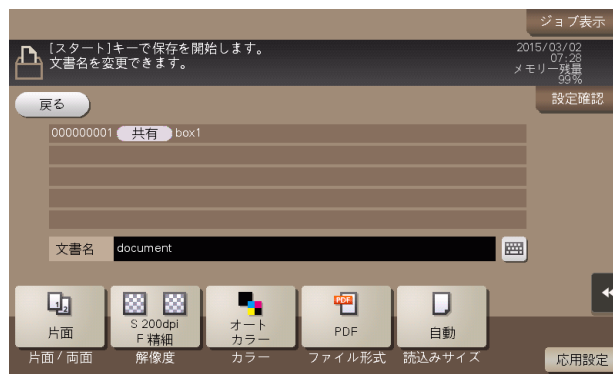 ジョブ表示
[スタート]キーで保存を開始します。
文書名を変更できます。
2015/03/02
07:28
メモリー残量
99%
戻る
設定確認
000000001 共有 box1
文書名 document
1 2
片面
S 200dpi
F 精細
オート
カラー
PDF
PDF
自動
片面/両面 解像度 カラー ファイル形式 読込みサイズ
応用設定